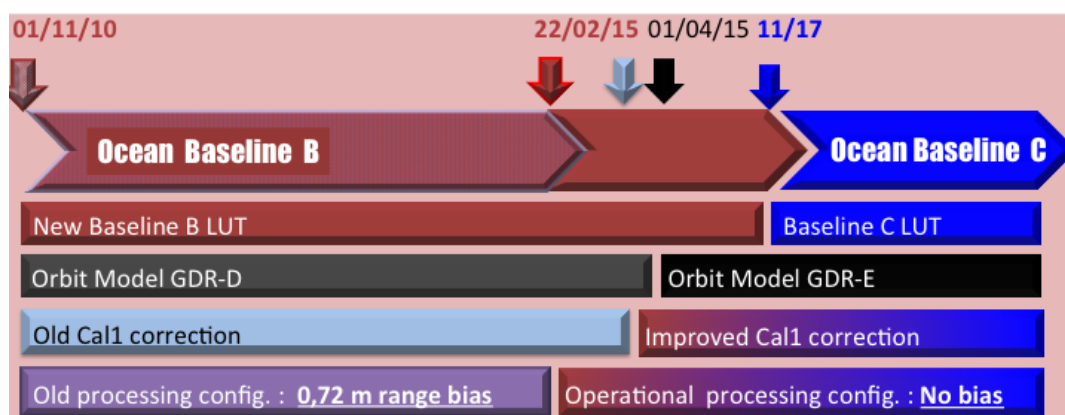 01/11/10 22/02/15 01/04/15 11/17
Ocean Baseline B Ocean Baseline C
New Baseline B LUT Baseline C LUT
Orbit Model GDR-D Orbit Model GDR-E
Old Cal1 correction Improved Cal1 correction
Old processing config. : 0,72 m range bias Operational processing config. : No bias